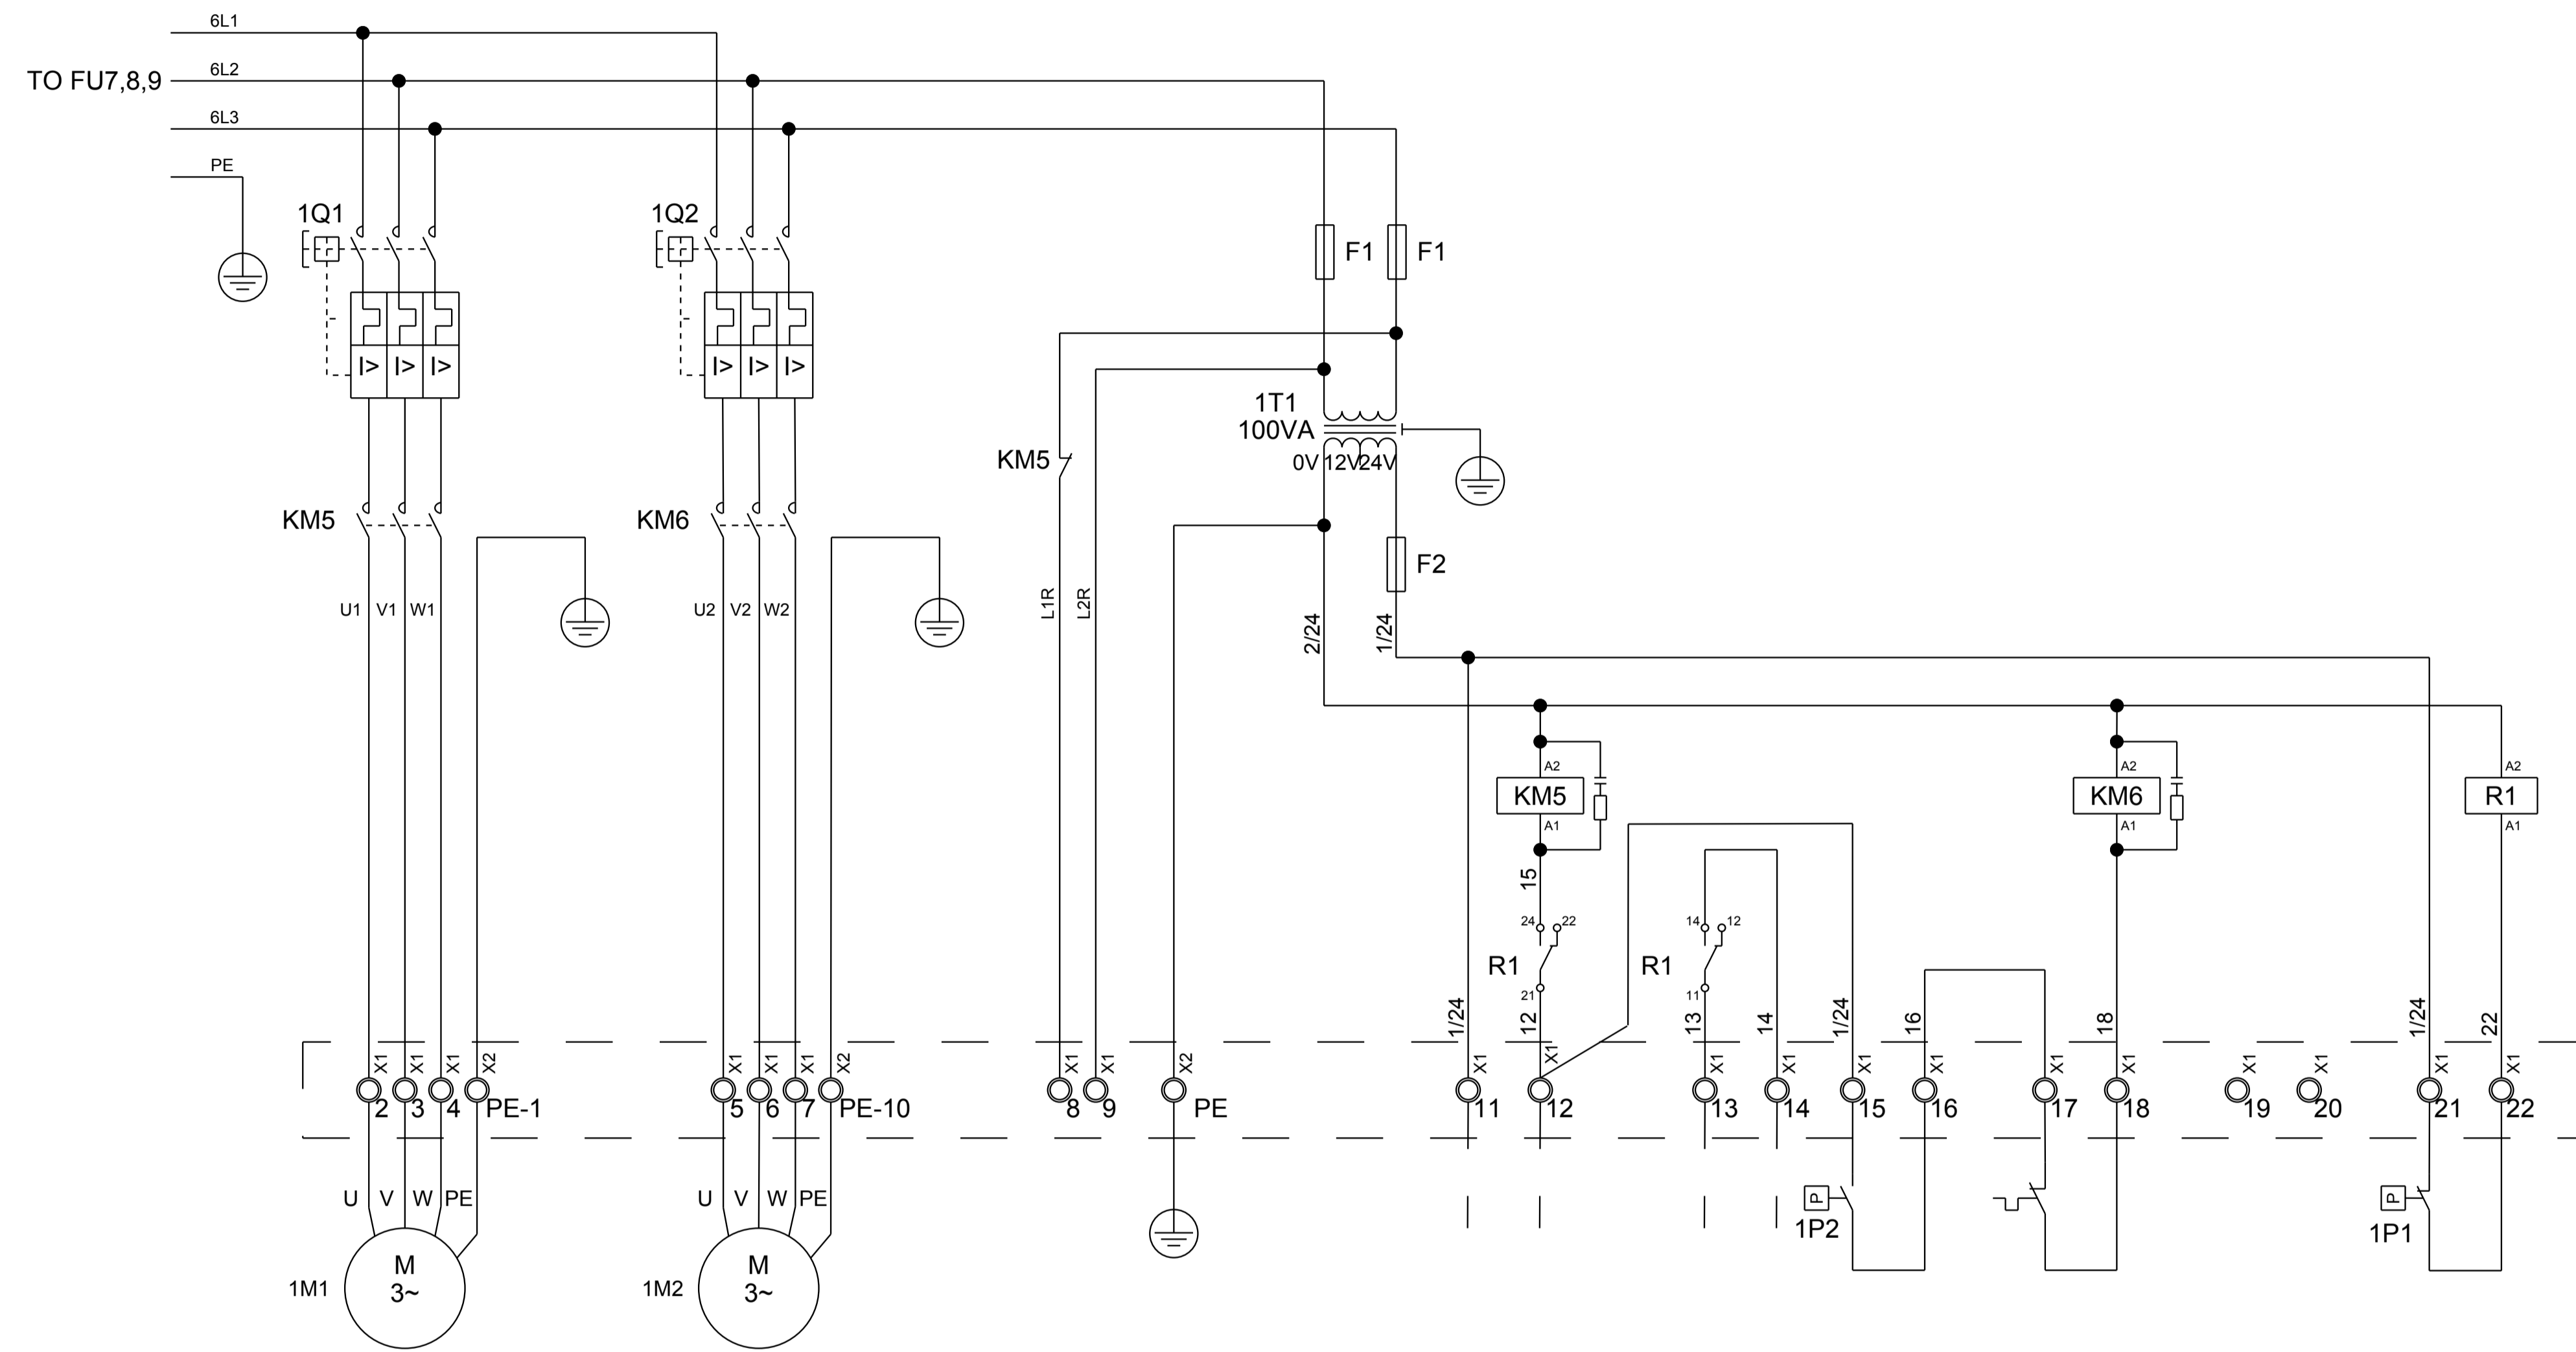 6L1
6L2
TO FU7,8,9
6L3
PE
1Q1
1Q2
F1
F1
I>
I>
I>
I>
I>
I>
1T1
100VA
0V
12V
24V
KM5
KM5
KM6
F2
U1
V1
W1
U2
V2
W2
L1R
L2R
2/24
1/24
A2
A2
A2
KM5
KM6
R1
A1
A1
A1
15
24
22
14
12
R1
R1
21
11
1/24
12
13
14
1/24
16
18
1/24
22
X1
X1
X1
X2
X1
X1
X1
X2
X1
X1
X2
X1
X1
X1
X1
X1
X1
X1
X1
X1
X1
X1
X1
2
3
4
PE-1
5
6
7
PE-10
8
9
PE
11
12
13
14
15
16
17
18
19
20
21
22
U
V
W
PE
U
V
W
PE
P
1P2
P
1P1
1M1
M
3~
1M2
M
3~